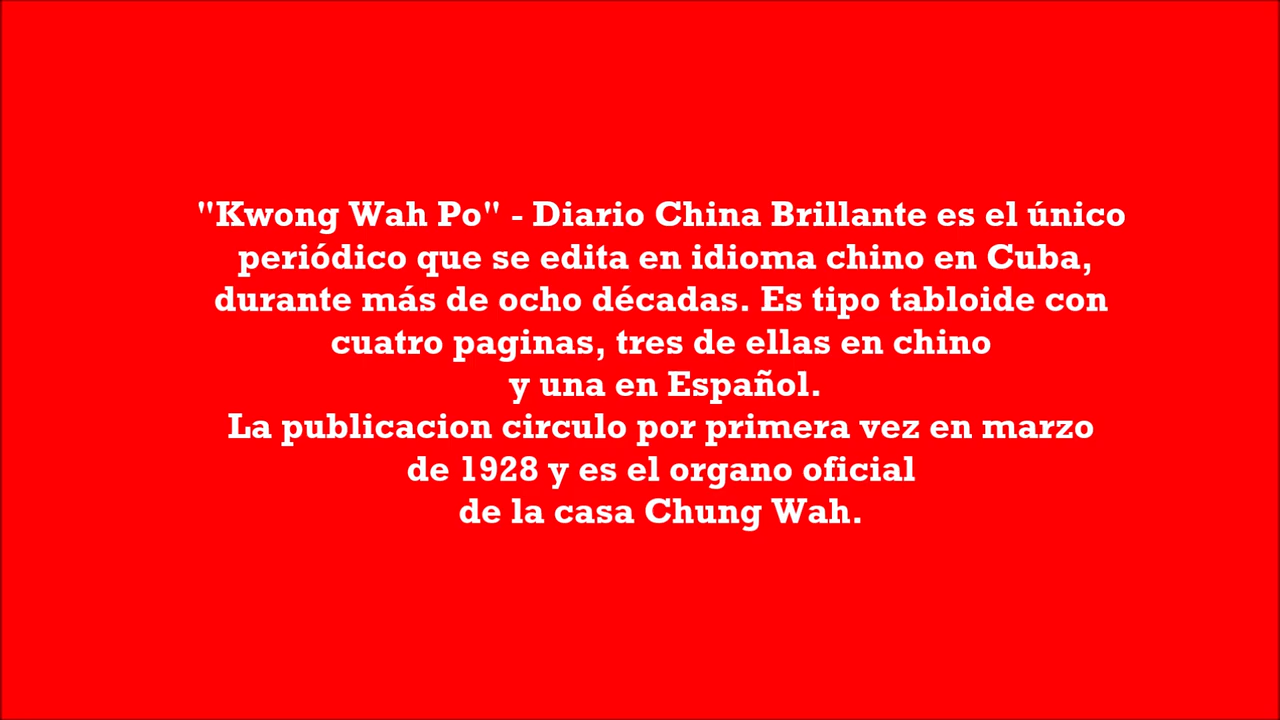 "Kwong Wah Po" - Diario China Brillante es el único
periódico que se edita en idioma chino en Cuba,
durante más de ocho décadas. Es tipo tabloide con
cuatro paginas, tres de ellas en chino
y una en Español.
La publicacion circulo por primera vez en marzo
de 1928 y es el organo oficial
de la casa Chung Wah.